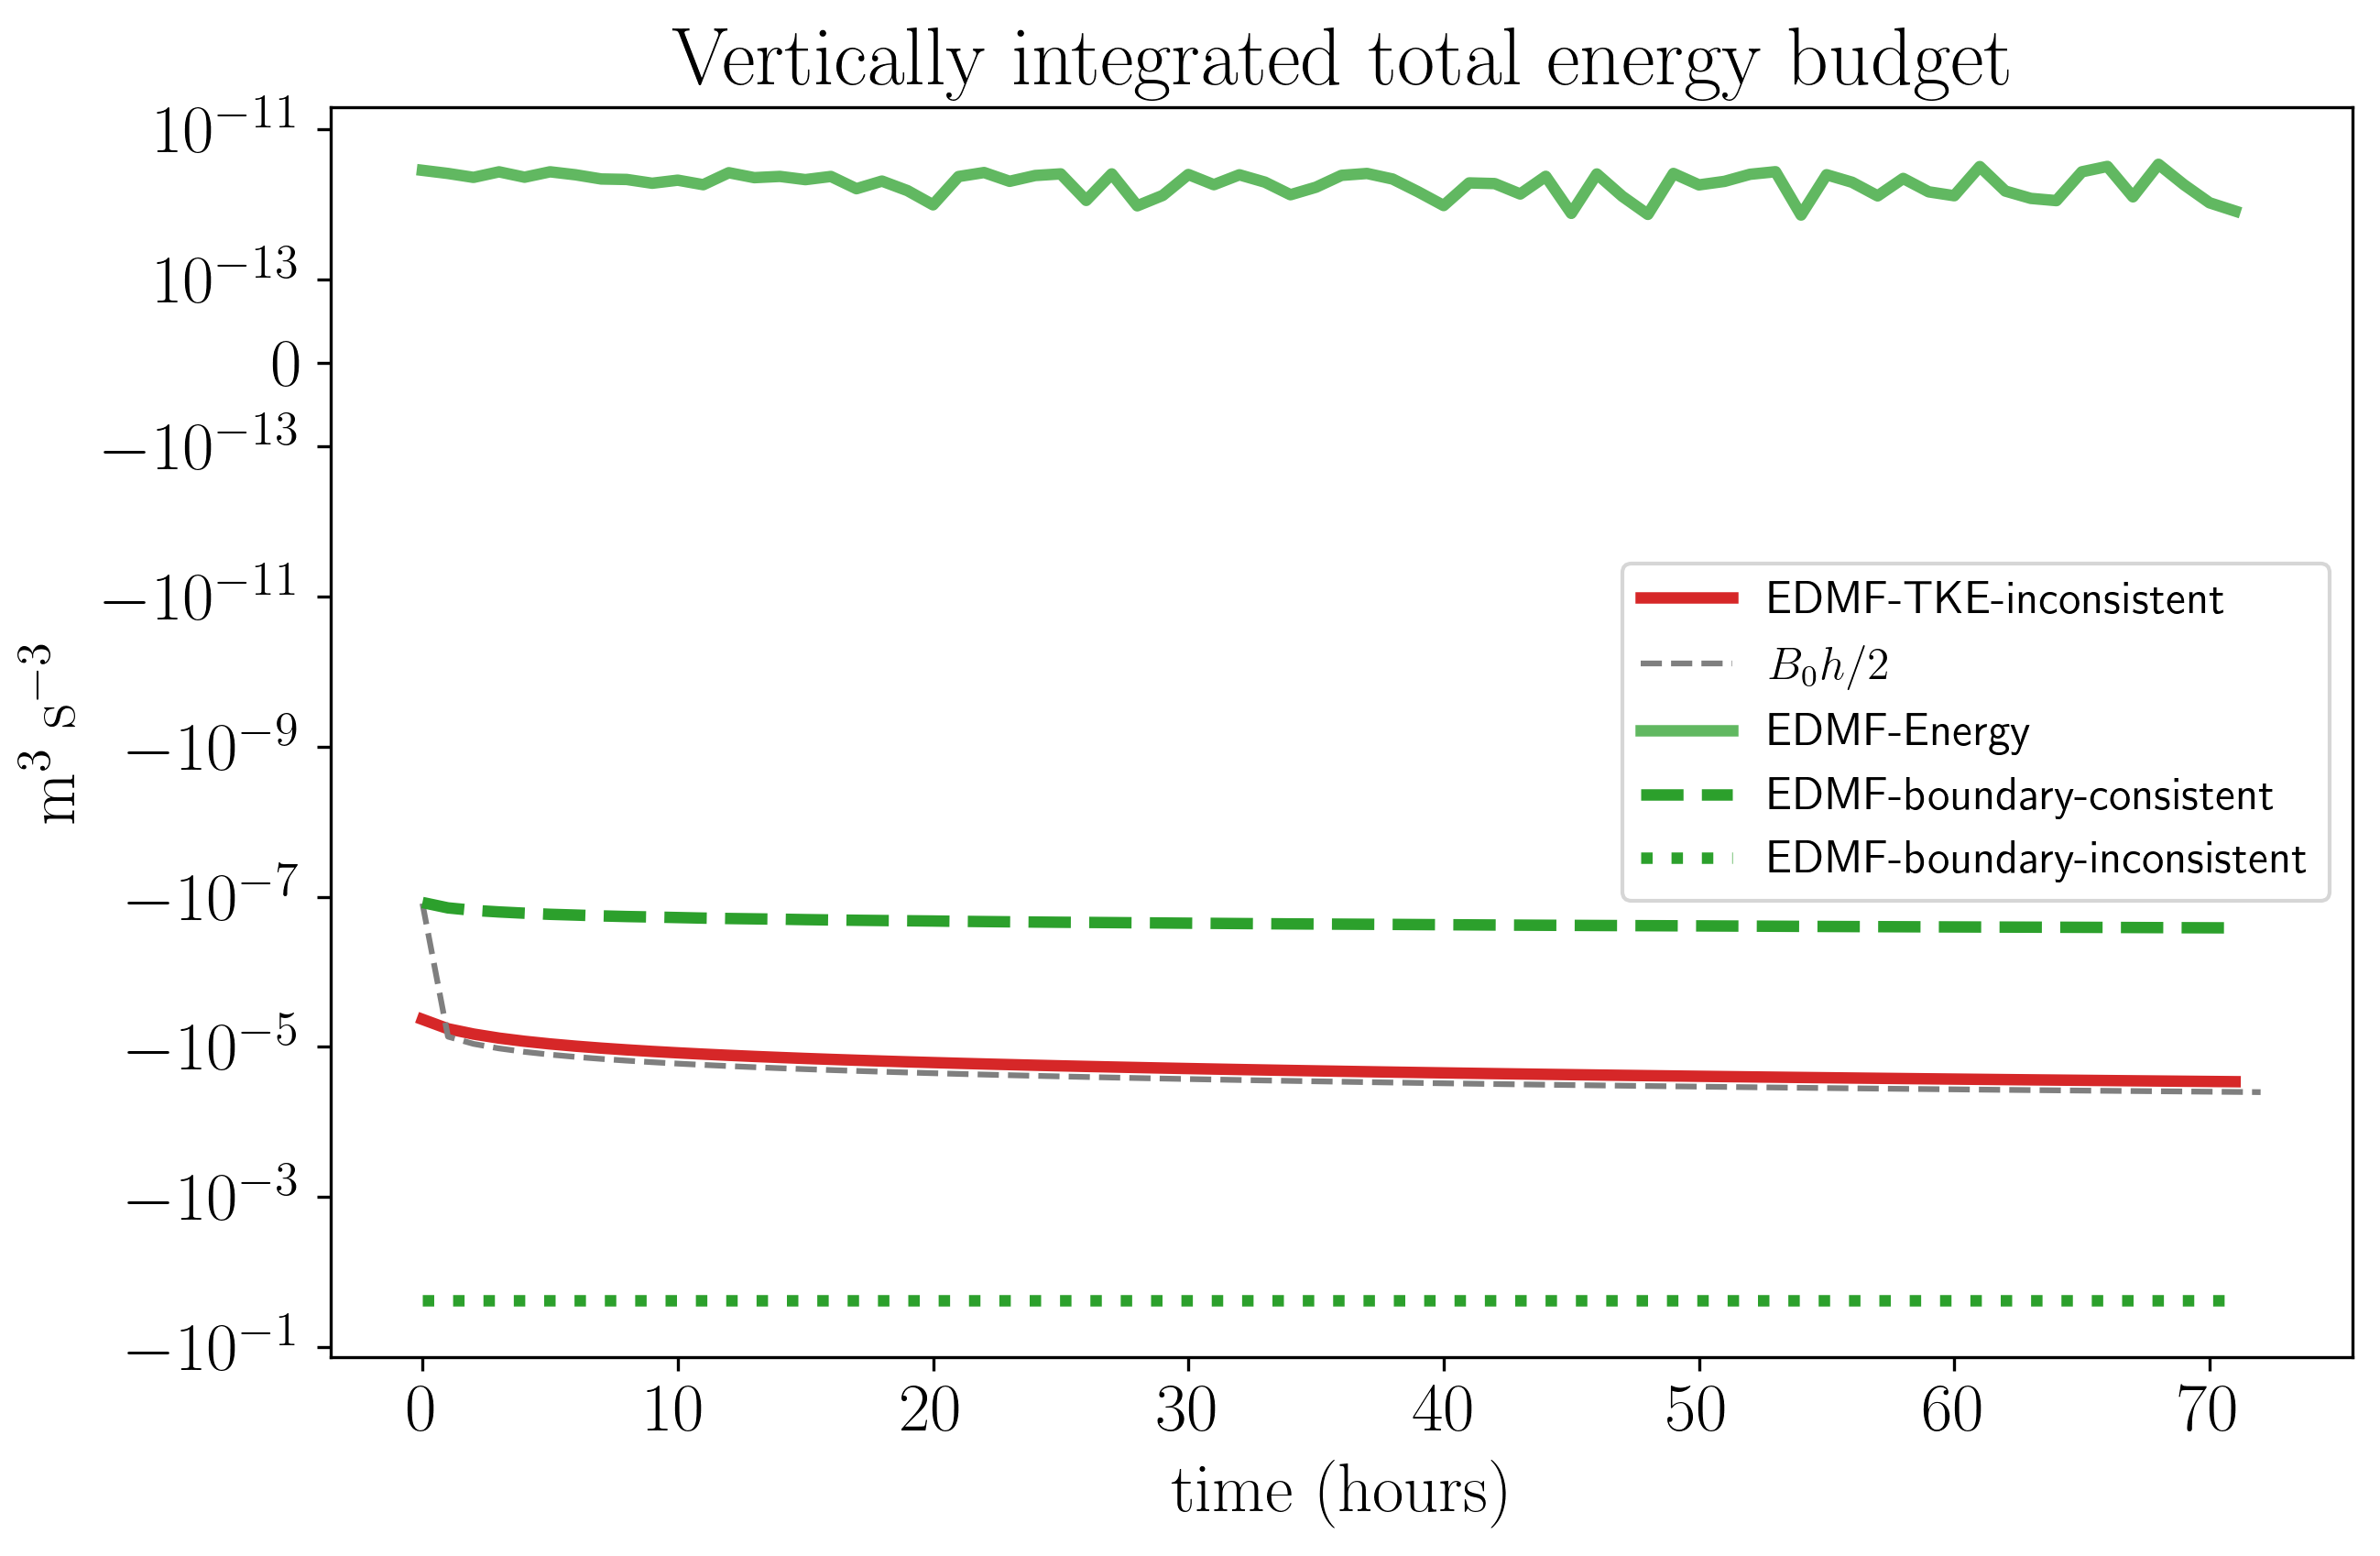 Vertically integrated total energy budget
10⁻¹¹
10⁻¹³
0
−10⁻¹³
−10⁻¹¹
−10⁻⁹
−10⁻⁷
−10⁻⁵
−10⁻³
−10⁻¹
m³ s⁻³
EDMF-TKE-inconsistent
B₀h/2
EDMF-Energy
EDMF-boundary-consistent
EDMF-boundary-inconsistent
0 10 20 30 40 50 60 70
time (hours)